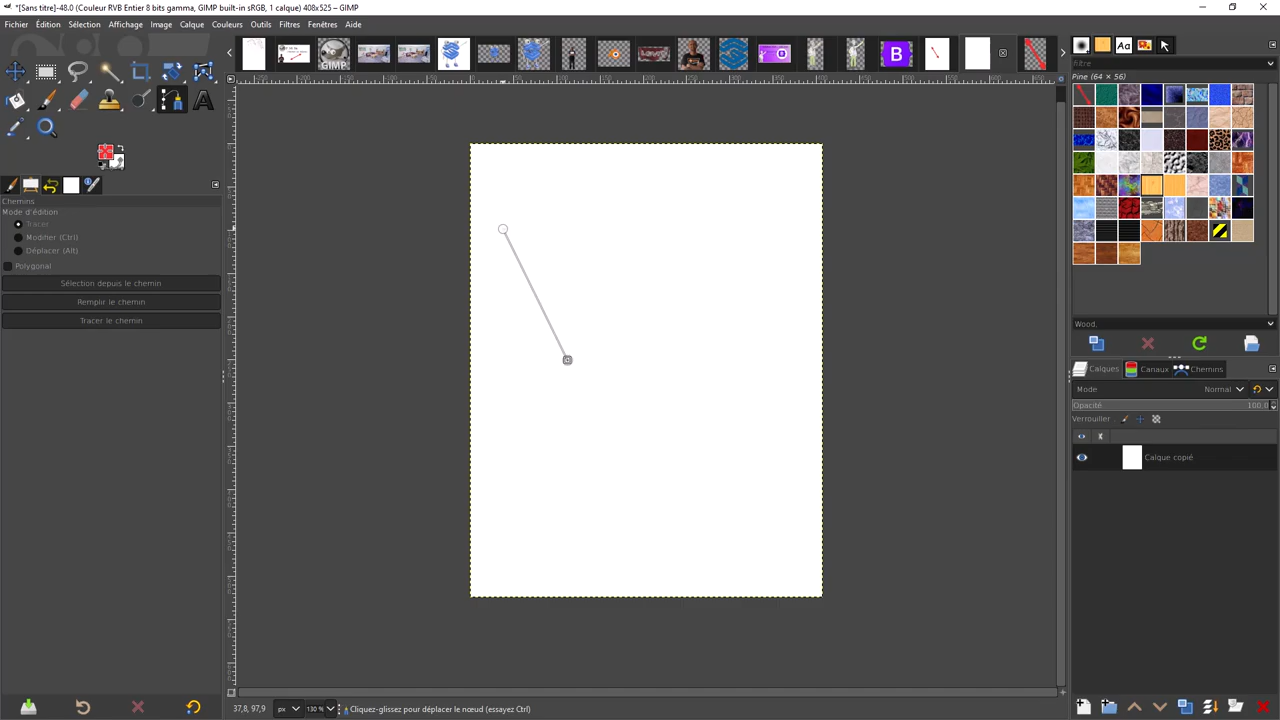 *[Sans titre]-48.0 (Couleur RVB Entier 8 bits gamma, GIMP built-in sRGB, 1 calque) 408x525 – GIMP
Fichier Édition Sélection Affichage Image Calque Couleurs Outils Filtres Fenêtres Aide
GIMP
B
Aa
Filtre
Pine (64 × 56)
Chemins
Mode d'édition
Tracer
Modifier (Ctrl)
Déplacer (Alt)
Polygonal
Sélection depuis le chemin
Remplir le chemin
Tracer le chemin
Wood,
Calques Canaux Chemins
Mode Normal
Opacité 100,0
Verrouiller :
Calque copié
37,8, 97,9 px 130 % Cliquez-glissez pour déplacer le nœud (essayez Ctrl)